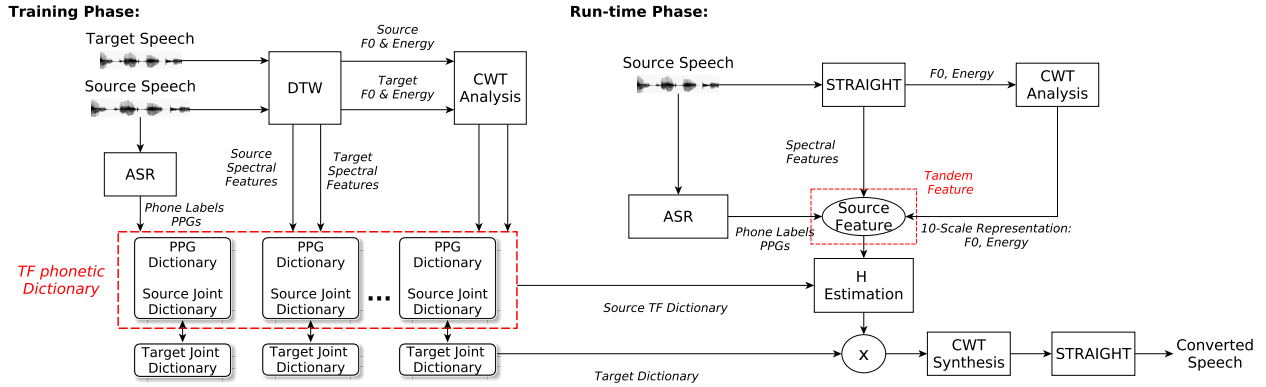 Training Phase:
Target Speech
Source Speech
DTW
Source
F0 & Energy
Target
F0 & Energy
CWT
Analysis
ASR
Phone Labels
PPGs
Source
Spectral
Features
Target
Spectral
Features
TF phonetic
Dictionary
PPG
Dictionary
Source Joint
Dictionary
PPG
Dictionary
Source Joint
Dictionary
...
PPG
Dictionary
Source Joint
Dictionary
Target Joint
Dictionary
Target Joint
Dictionary
Target Joint
Dictionary
Run-time Phase:
Source Speech
STRAIGHT
F0, Energy
CWT
Analysis
Spectral
Features
Tandem
Feature
ASR
Phone Labels
PPGs
Source
Feature
10-Scale Representation:
F0, Energy
H
Estimation
Source TF Dictionary
Target Dictionary
x
CWT
Synthesis
STRAIGHT
Converted
Speech